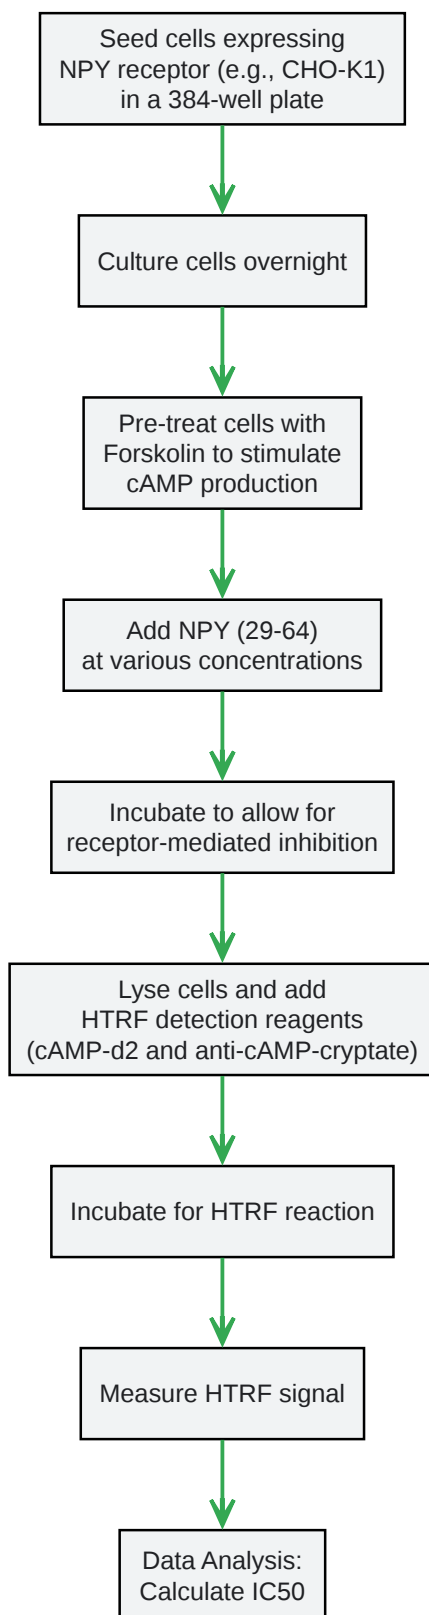 Seed cells expressing
NPY receptor (e.g., CHO-K1)
in a 384-well plate
Culture cells overnight
Pre-treat cells with
Forskolin to stimulate
cAMP production
Add NPY (29-64)
at various concentrations
Incubate to allow for
receptor-mediated inhibition
Lyse cells and add
HTRF detection reagents
(cAMP-d2 and anti-cAMP-cryptate)
Incubate for HTRF reaction
Measure HTRF signal
Data Analysis:
Calculate IC50